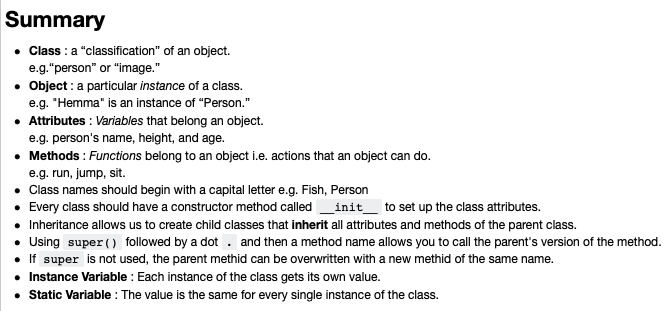 Summary
• Class : a “classification” of an object.
e.g.“person” or “image.”
• Object : a particular instance of a class.
e.g. "Hemma" is an instance of “Person.”
• Attributes : Variables that belong an object.
e.g. person's name, height, and age.
• Methods : Functions belong to an object i.e. actions that an object can do.
e.g. run, jump, sit.
• Class names should begin with a capital letter e.g. Fish, Person
• Every class should have a constructor method called __init__ to set up the class attributes.
• Inheritance allows us to create child classes that inherit all attributes and methods of the parent class.
• Using super() followed by a dot . and then a method name allows you to call the parent's version of the method.
• If super is not used, the parent methid can be overwritten with a new methid of the same name.
• Instance Variable : Each instance of the class gets its own value.
• Static Variable : The value is the same for every single instance of the class.